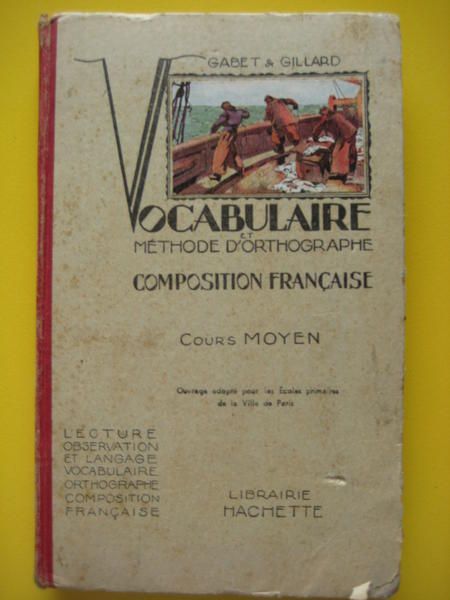 GABET & GILLARD
VOCABULAIRE
ET
MÉTHODE D'ORTHOGRAPHE
COMPOSITION FRANÇAISE
COURS MOYEN
Ouvrage adopté pour les Écoles primaires
de la Ville de Paris
LECTURE
OBSERVATION
ET LANGAGE
VOCABULAIRE
ORTHOGRAPHE
COMPOSITION
FRANÇAISE
LIBRAIRIE
HACHETTE